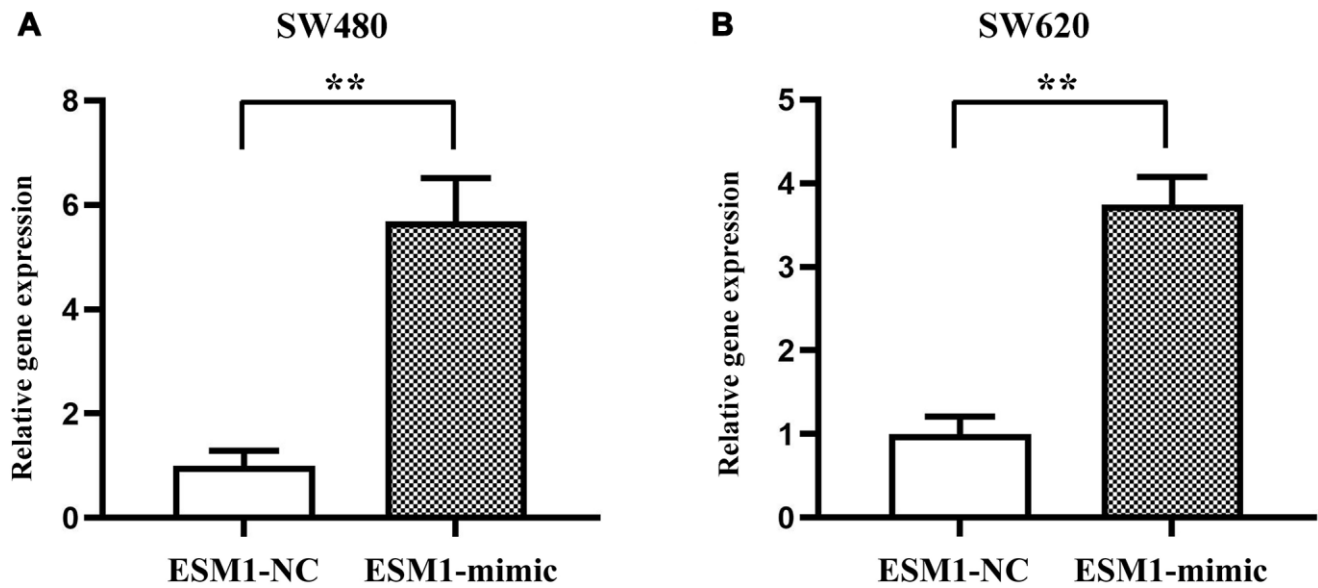 A
SW480
**
Relative gene expression
8
6
4
2
0
ESM1-NC
ESM1-mimic
B
SW620
**
Relative gene expression
5
4
3
2
1
0
ESM1-NC
ESM1-mimic